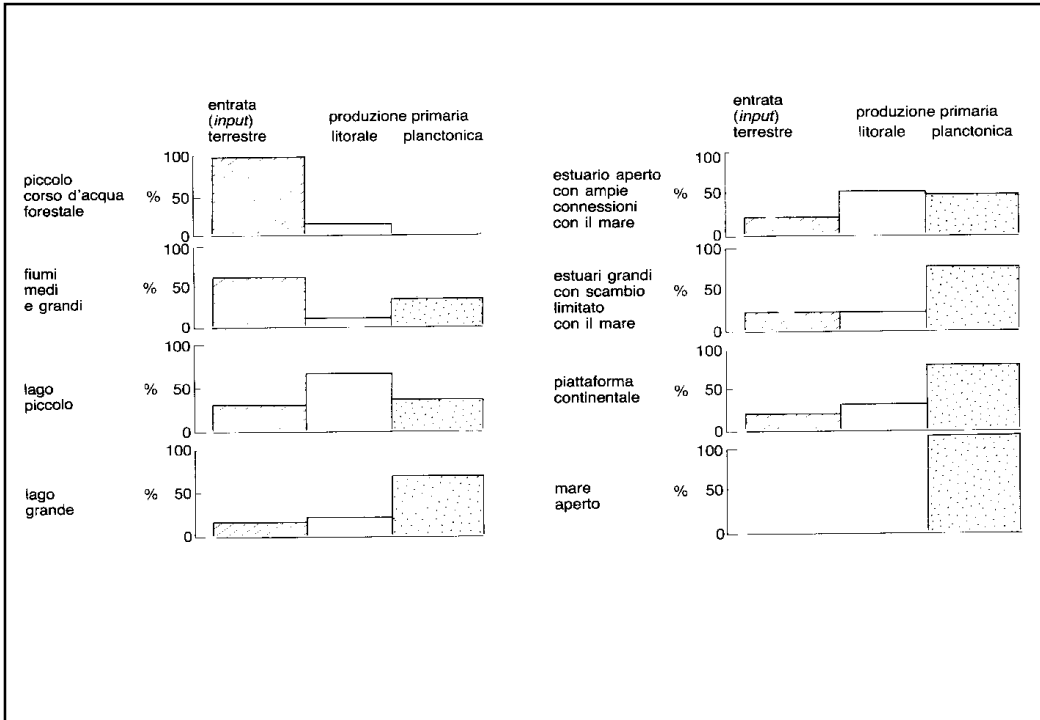 entrata
(input)
terrestre
produzione primaria
litorale planctonica
piccolo
corso d'acqua
forestale
%
100
50
0
fiumi
medi
e grandi
%
100
50
0
lago
piccolo
%
100
50
0
lago
grande
%
100
50
0
entrata
(input)
terrestre
produzione primaria
litorale planctonica
estuario aperto
con ampie
connessioni
con il mare
%
100
50
0
estuari grandi
con scambio
limitato
con il mare
%
100
50
0
piattaforma
continentale
%
100
50
0
mare
aperto
%
100
50
0